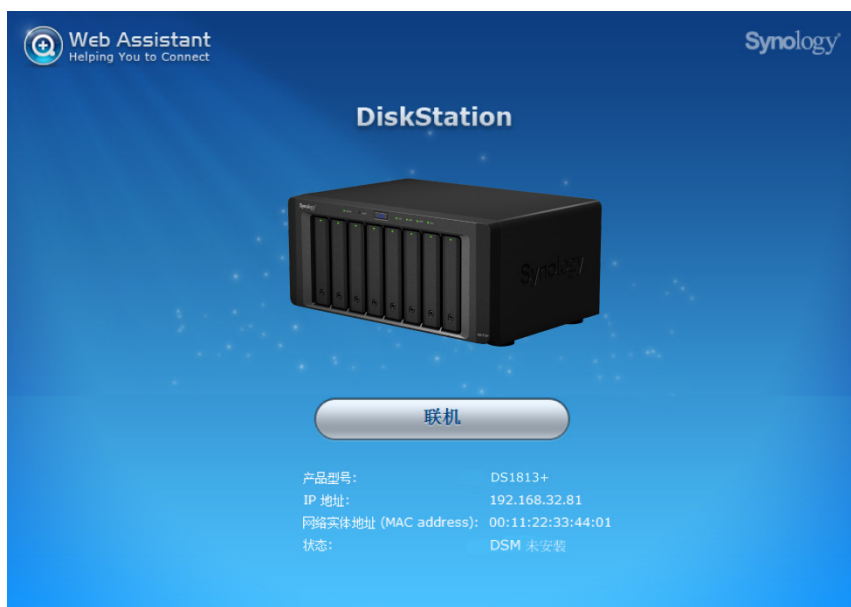 Web Assistant
Helping You to Connect
Synology
DiskStation
Synology
Synology
联机
产品型号: DS1813+
IP 地址: 192.168.32.81
网络实体地址 (MAC address): 00:11:22:33:44:01
状态: DSM 未安装